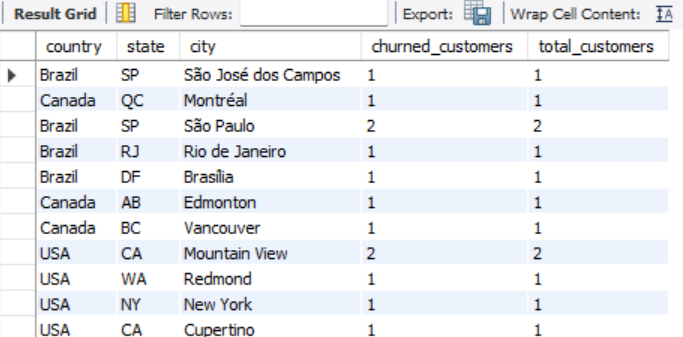 Result Grid Filter Rows: Export: Wrap Cell Content:
country state city churned_customers total_customers
Brazil SP São José dos Campos 1 1
Canada QC Montréal 1 1
Brazil SP São Paulo 2 2
Brazil RJ Rio de Janeiro 1 1
Brazil DF Brasília 1 1
Canada AB Edmonton 1 1
Canada BC Vancouver 1 1
USA CA Mountain View 2 2
USA WA Redmond 1 1
USA NY New York 1 1
USA CA Cupertino 1 1